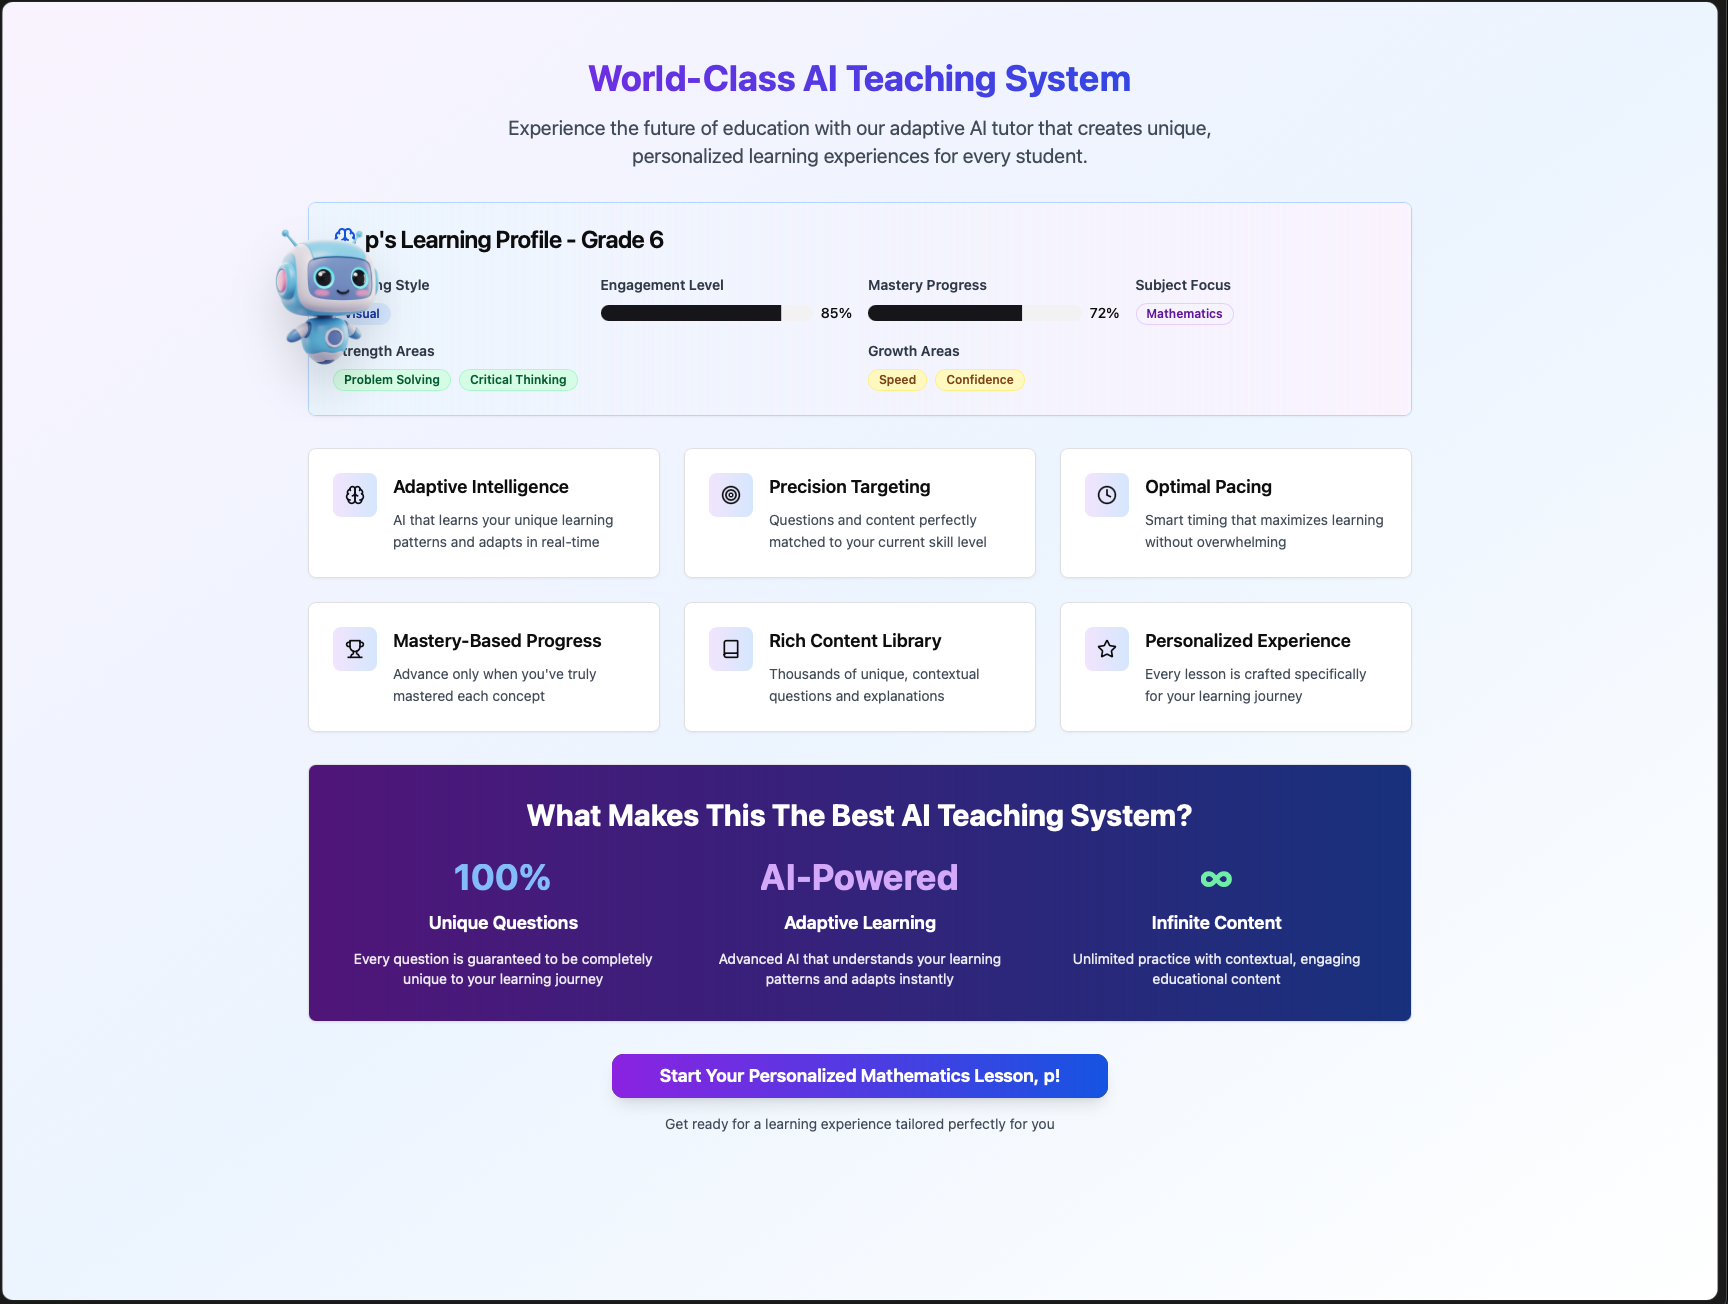 World-Class AI Teaching System
Experience the future of education with our adaptive AI tutor that creates unique,
personalized learning experiences for every student.
p's Learning Profile - Grade 6
ng Style
Engagement Level
Mastery Progress
Subject Focus
Visual
85%
72%
Mathematics
trength Areas
Growth Areas
Problem Solving
Critical Thinking
Speed
Confidence
Adaptive Intelligence
AI that learns your unique learning
patterns and adapts in real-time
Precision Targeting
Questions and content perfectly
matched to your current skill level
Optimal Pacing
Smart timing that maximizes learning
without overwhelming
Mastery-Based Progress
Advance only when you've truly
mastered each concept
Rich Content Library
Thousands of unique, contextual
questions and explanations
Personalized Experience
Every lesson is crafted specifically
for your learning journey
What Makes This The Best AI Teaching System?
100%
Unique Questions
Every question is guaranteed to be completely
unique to your learning journey
AI-Powered
Adaptive Learning
Advanced AI that understands your learning
patterns and adapts instantly
∞
Infinite Content
Unlimited practice with contextual, engaging
educational content
Start Your Personalized Mathematics Lesson, p!
Get ready for a learning experience tailored perfectly for you